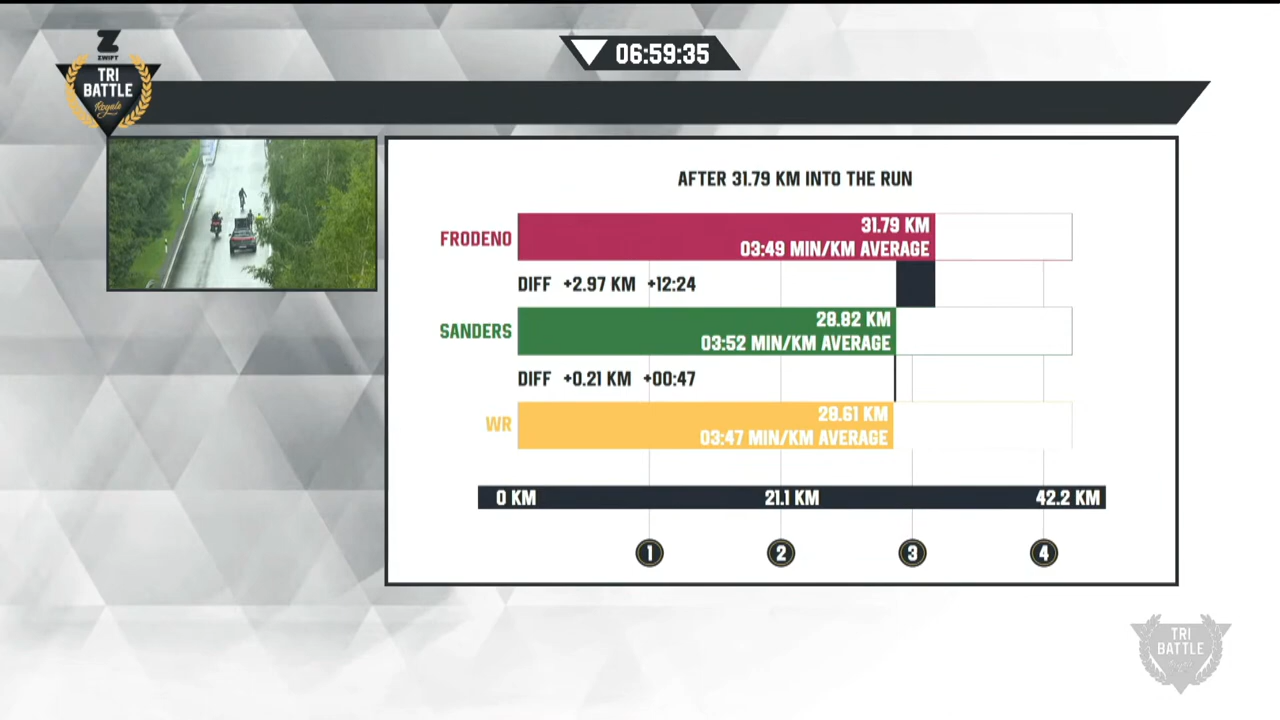 ZWIFT
TRI
BATTLE
Royale
06:59:35
AFTER 31.79 KM INTO THE RUN
FRODENO
31.79 KM
03:49 MIN/KM AVERAGE
DIFF +2.97 KM +12:24
SANDERS
28.82 KM
03:52 MIN/KM AVERAGE
DIFF +0.21 KM +00:47
WR
28.61 KM
03:47 MIN/KM AVERAGE
0 KM 21.1 KM 42.2 KM
1 2 3 4
TRI
BATTLE
Royale